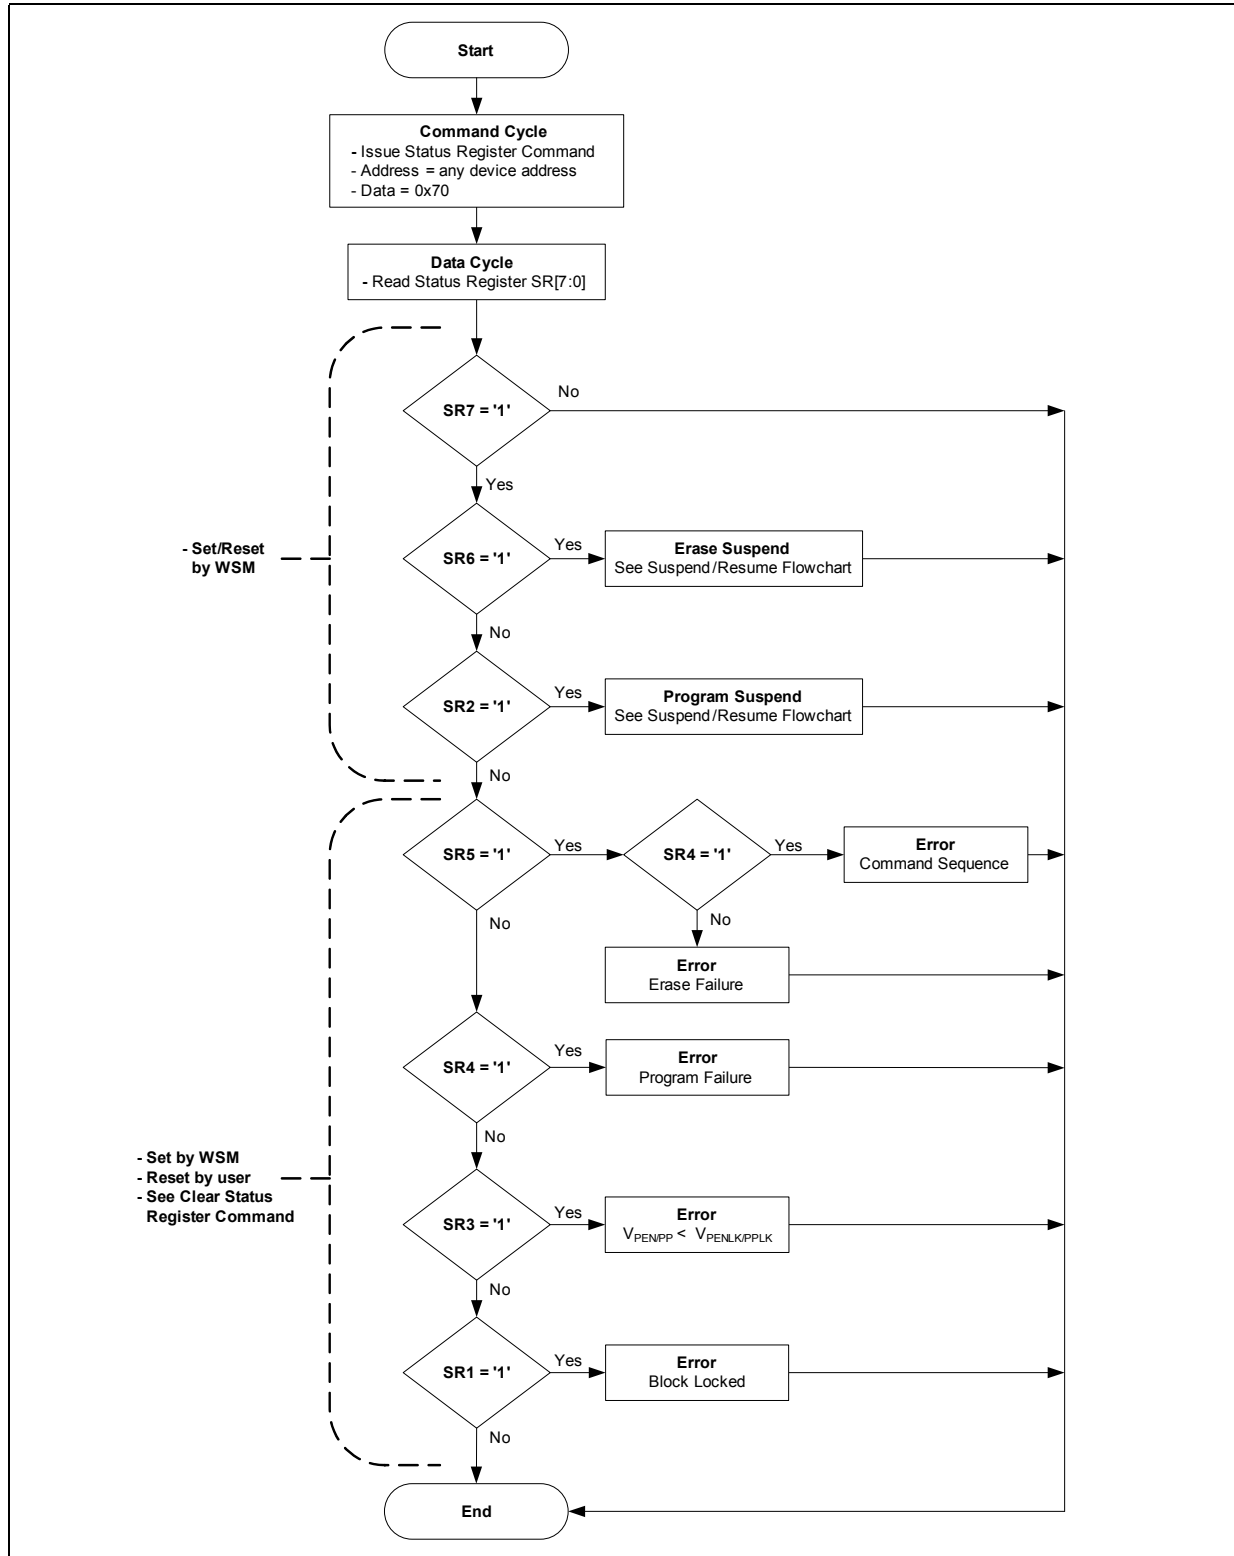 Start
Command Cycle
- Issue Status Register Command
- Address = any device address
- Data = 0x70
Data Cycle
- Read Status Register SR[7:0]
SR7 = '1'
No
Yes
- Set/Reset
by WSM
SR6 = '1'
Yes
Erase Suspend
See Suspend/Resume Flowchart
No
SR2 = '1'
Yes
Program Suspend
See Suspend/Resume Flowchart
No
SR5 = '1'
Yes
SR4 = '1'
Yes
Error
Command Sequence
No
No
Error
Erase Failure
SR4 = '1'
Yes
Error
Program Failure
No
- Set by WSM
- Reset by user
- See Clear Status
Register Command
SR3 = '1'
Yes
Error
VPEN/PP < VPENLK/PPLK
No
SR1 = '1'
Yes
Error
Block Locked
No
End